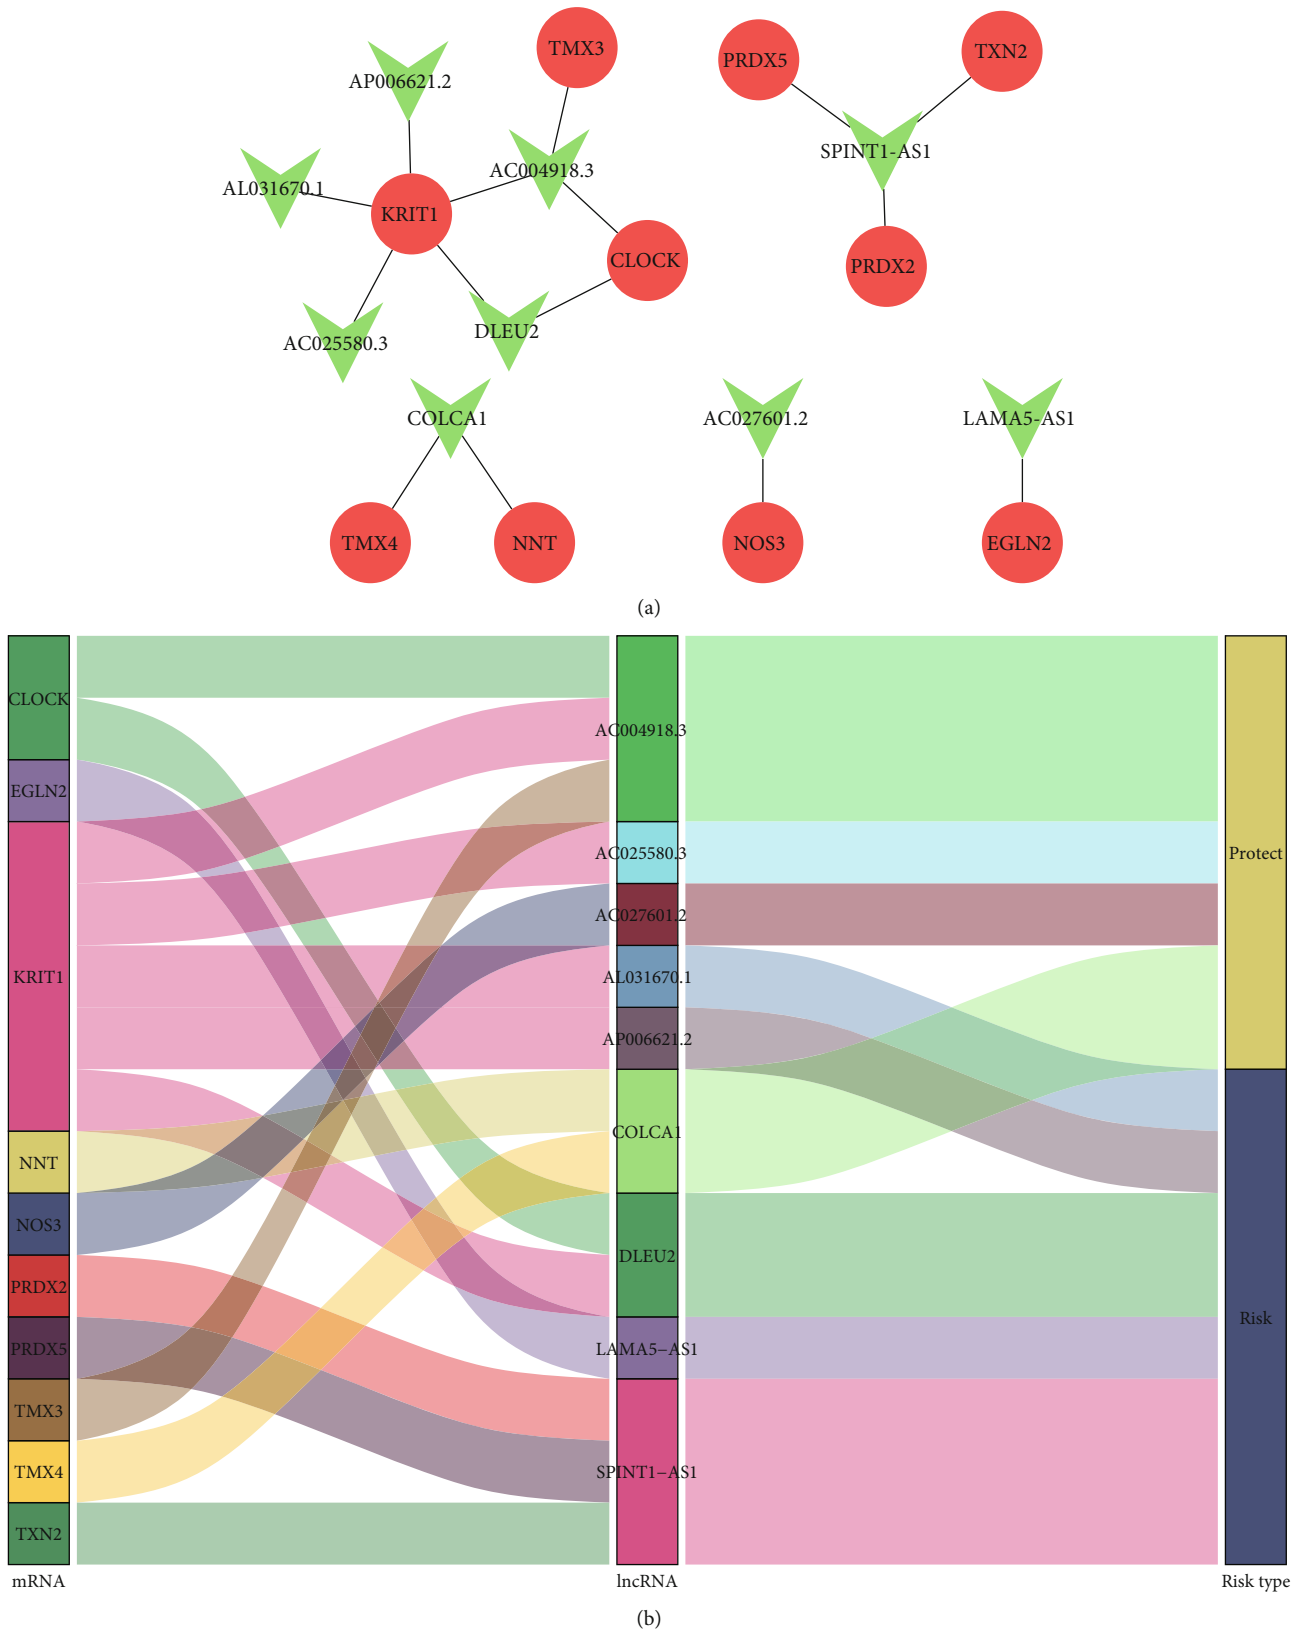 TMX3
AP006621.2
PRDX5
TXN2
SPINT1-AS1
AC004918.3
AL031670.1
KRIT1
CLOCK
PRDX2
DLEU2
AC025580.3
COLCA1
AC027601.2
LAMA5-AS1
TMX4
NNT
NOS3
EGLN2
(a)
CLOCK
EGLN2
KRIT1
NNT
NOS3
PRDX2
PRDX5
TMX3
TMX4
TXN2
mRNA
AC004918.3
AC025580.3
AC027601.2
AL031670.1
AP006621.2
COLCA1
DLEU2
LAMA5−AS1
SPINT1−AS1
lncRNA
Protect
Risk
Risk type
(b)